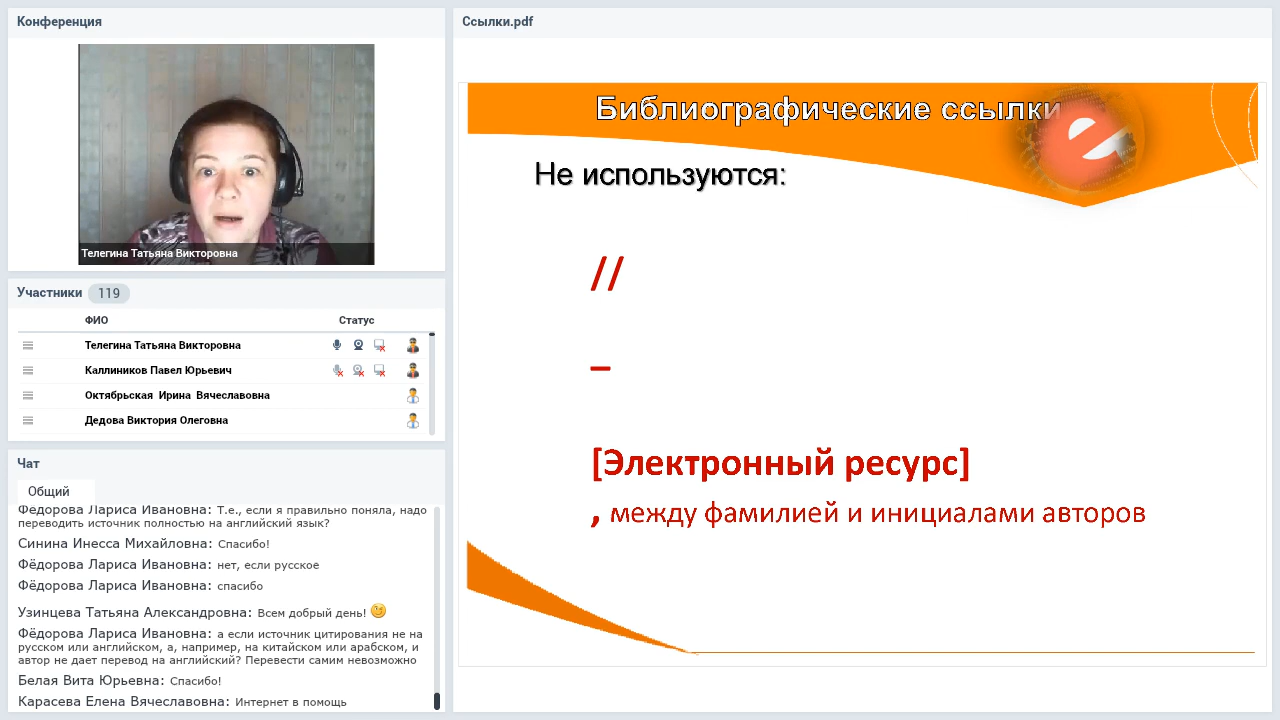 Конференция
Телегина Татьяна Викторовна
Участники 119
ФИО Статус
Телегина Татьяна Викторовна
Каллиников Павел Юрьевич
Октябрьская Ирина Вячеславовна
Дедова Виктория Олеговна
Чат
Общий
Фёдорова Лариса Ивановна: Т.е., если я правильно поняла, надо
переводить источник полностью на английский язык?
Синина Инесса Михайловна: Спасибо!
Фёдорова Лариса Ивановна: нет, если русское
Фёдорова Лариса Ивановна: спасибо
Узинцева Татьяна Александровна: Всем добрый день!
Фёдорова Лариса Ивановна: а если источник цитирования не на
русском или английском, а, например, на китайском или арабском, и
автор не дает перевод на английский? Перевести самим невозможно
Белая Вита Юрьевна: Спасибо!
Карасева Елена Вячеславовна: Интернет в помощь
Ссылки.pdf
Библиографические ссылки
Не используются:
//
–
[Электронный ресурс]
, между фамилией и инициалами авторов